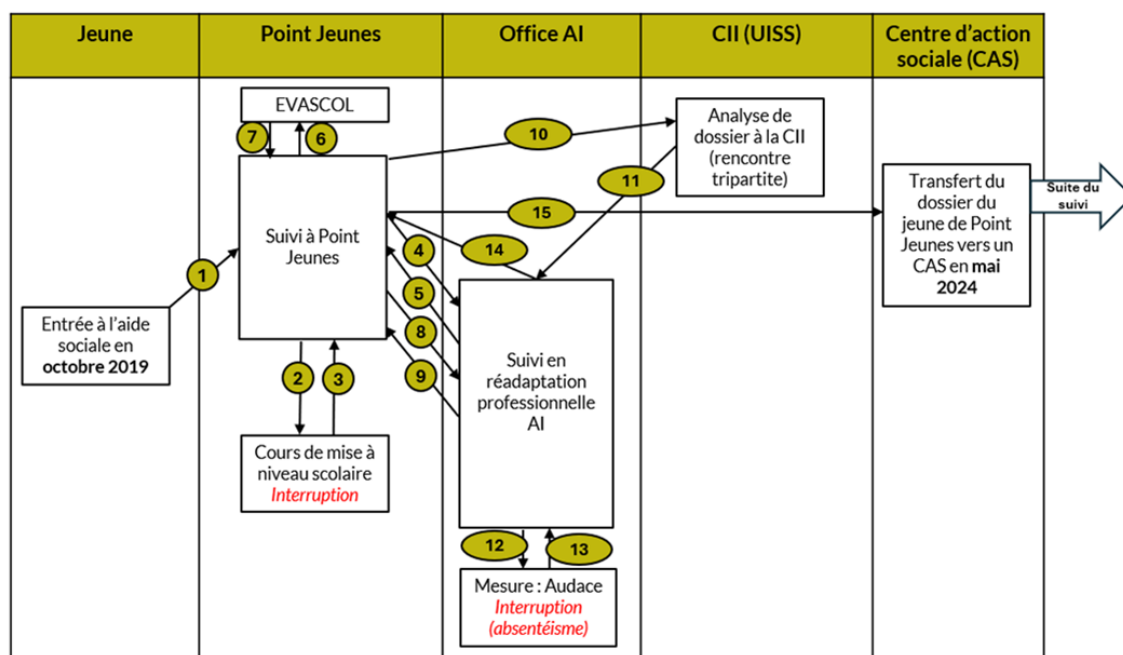 Jeune
Point Jeunes
Office AI
CII (UISS)
Centre d’action
sociale (CAS)
EVASCOL
7
6
10
Analyse de
dossier à la CII
(rencontre
tripartite)
11
Suivi à Point
Jeunes
15
Transfert du
dossier du
jeune de Point
Jeunes vers un
CAS en mai
2024
Suite du
suivi
1
4
14
5
8
9
Entrée à l’aide
sociale en
octobre 2019
2
3
Suivi en
réadaptation
professionnelle
AI
Cours de mise à
niveau scolaire
Interruption
12
13
Mesure : Audace
Interruption
(absentéisme)